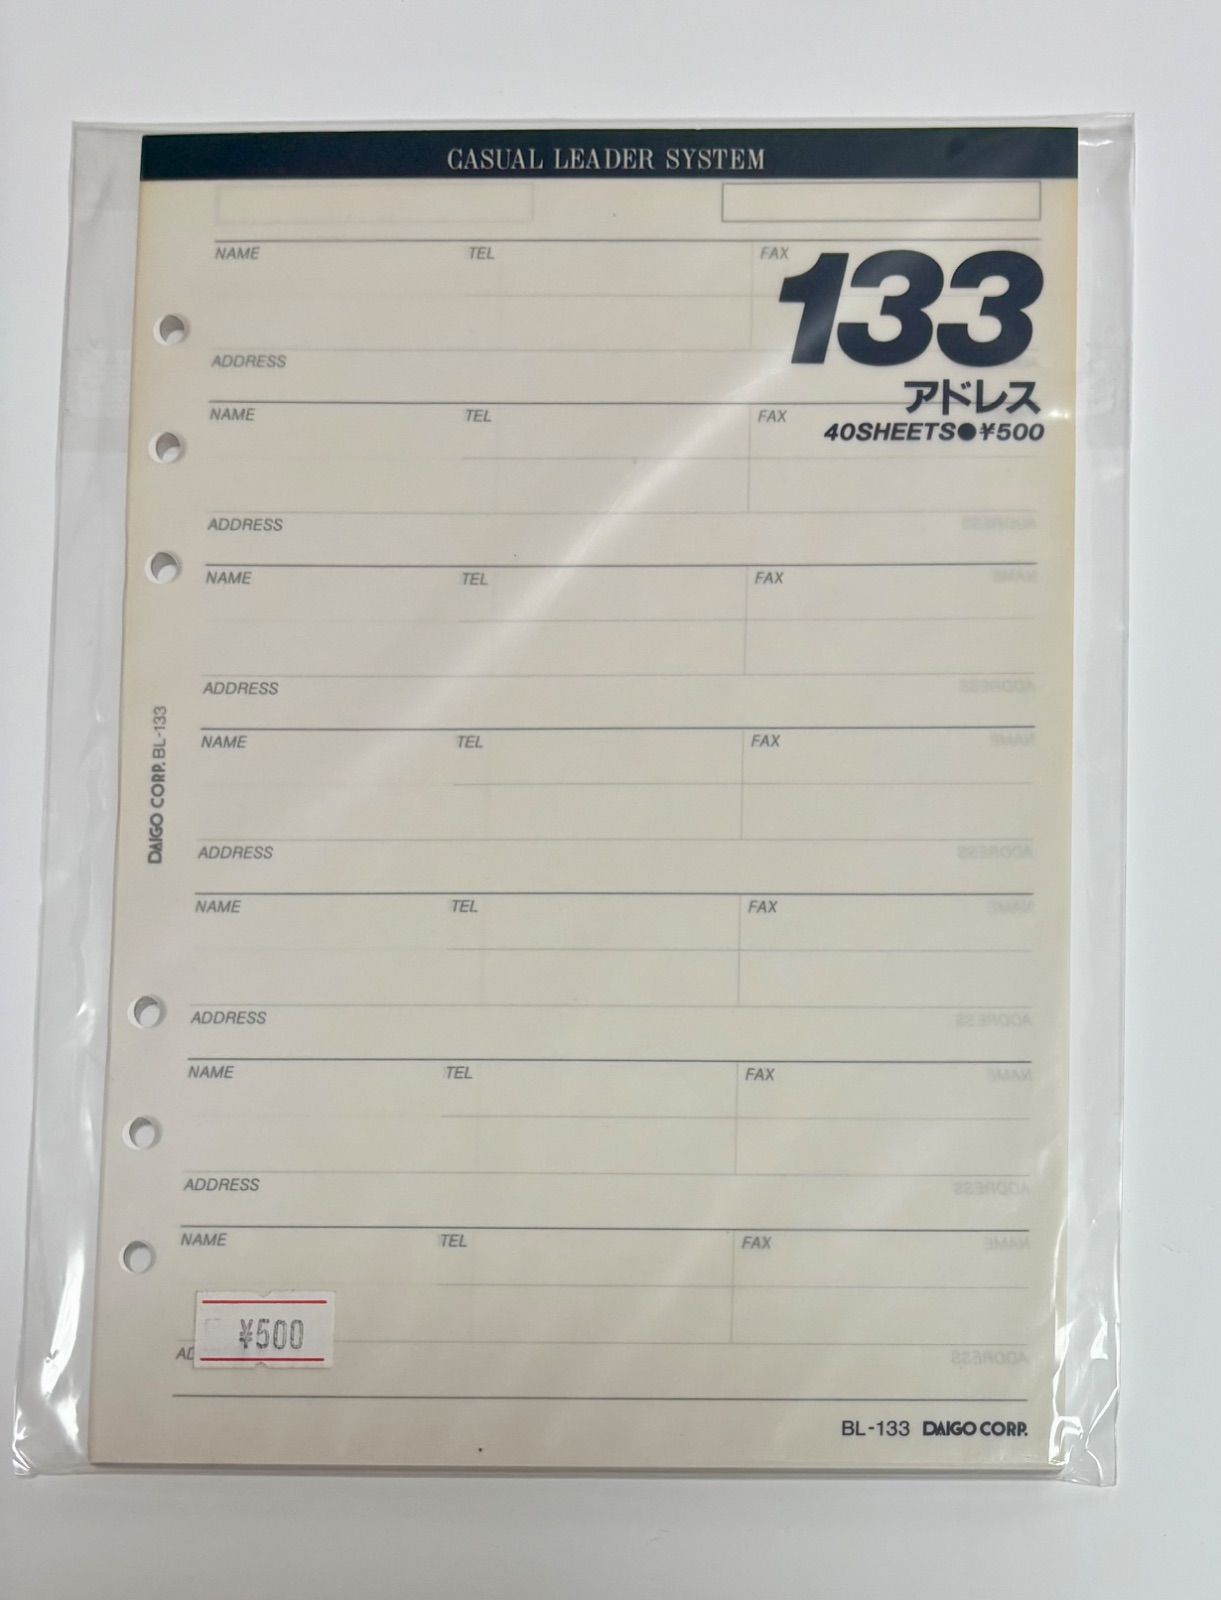 CASUAL LEADER SYSTEM
NAME TEL FAX
133
ADDRESS
アドレス
NAME TEL FAX
40SHEETS●¥500
ADDRESS
NAME TEL FAX
ADDRESS
NAME TEL FAX
ADDRESS
NAME TEL FAX
ADDRESS
NAME TEL FAX
ADDRESS
NAME TEL FAX
¥500
AD
BL-133 DAIGO CORP.
DAIGO CORP. BL-133